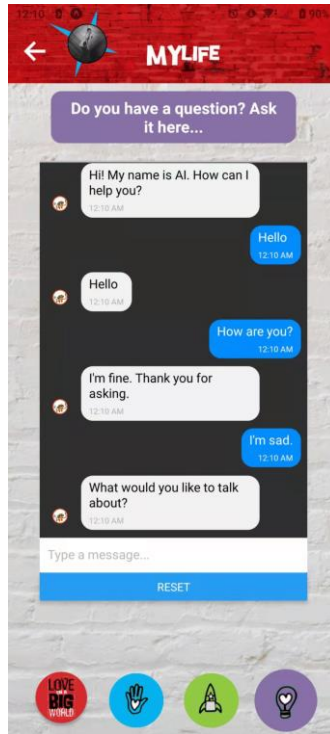 12:10
90%
MYLIFE
Do you have a question? Ask
it here...
Hi! My name is AI. How can I
help you?
12:10 AM
Hello
12:10 AM
Hello
12:10 AM
How are you?
12:10 AM
I'm fine. Thank you for
asking.
12:10 AM
I'm sad.
12:10 AM
What would you like to talk
about?
12:10 AM
Type a message...
RESET
LOVE
BIG
WORLD